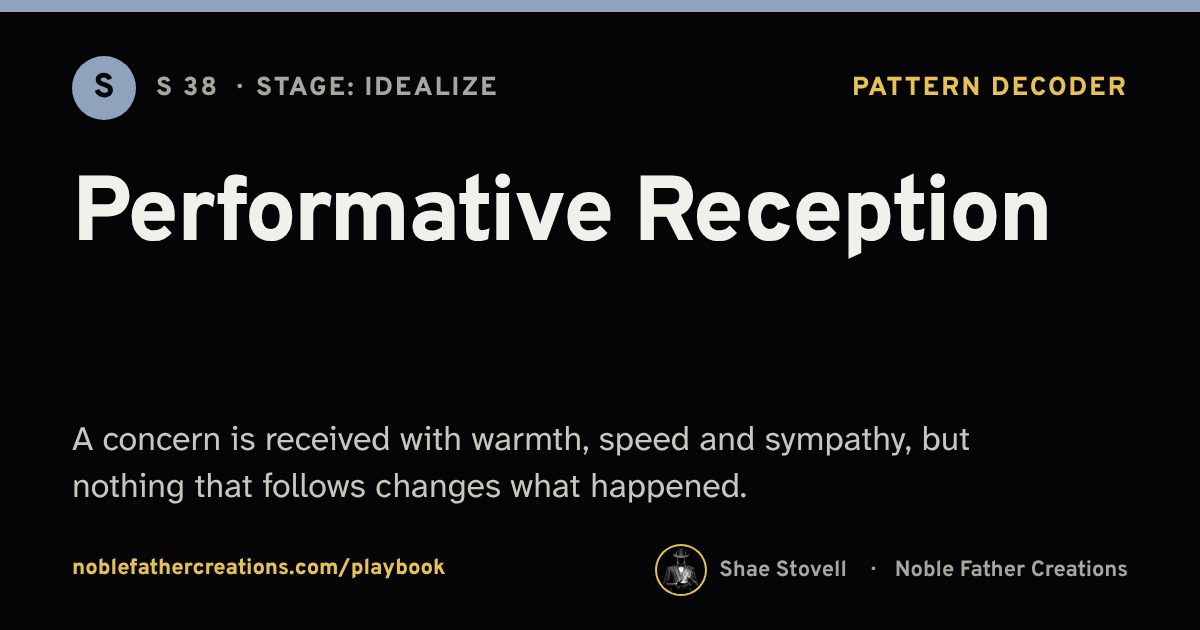 S
S 38 · STAGE: IDEALIZE
PATTERN DECODER
Performative Reception
A concern is received with warmth, speed and sympathy, but
nothing that follows changes what happened.
noblefathercreations.com/playbook
Shae Stovell · Noble Father Creations